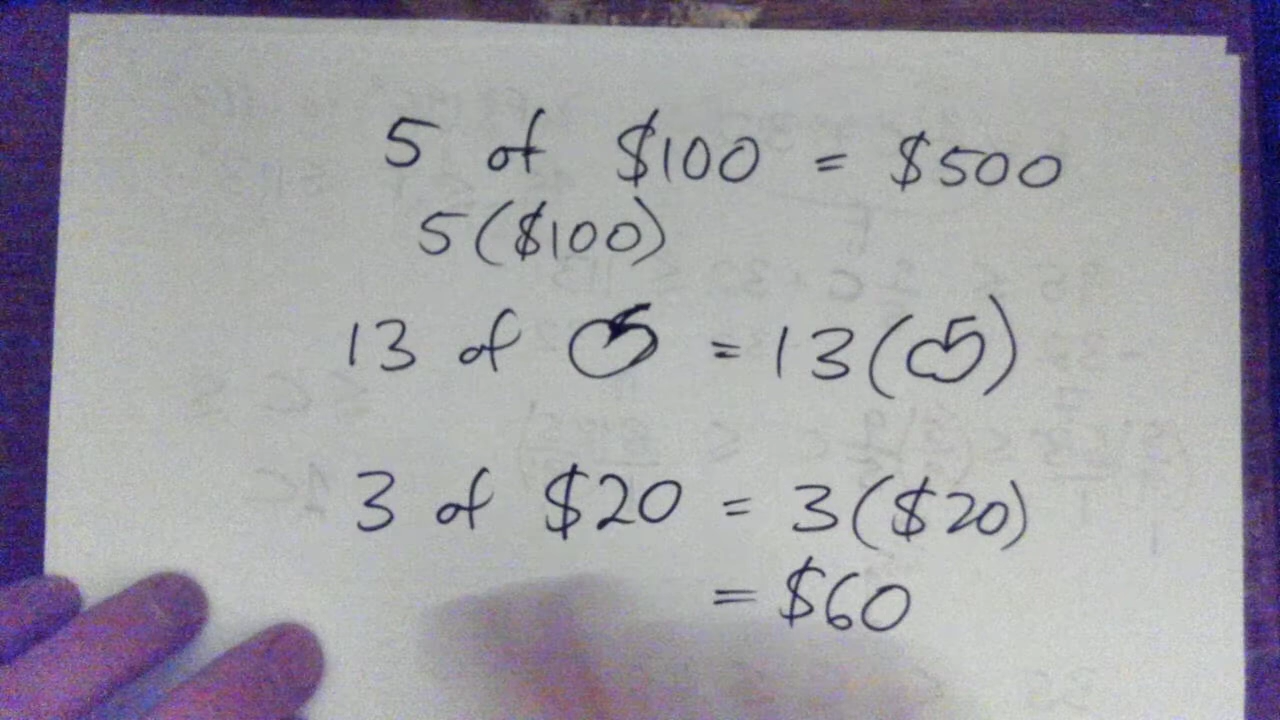 5 of $100 = $500
5($100)
13 of = 13( )
3 of $20 = 3($20)
= $60